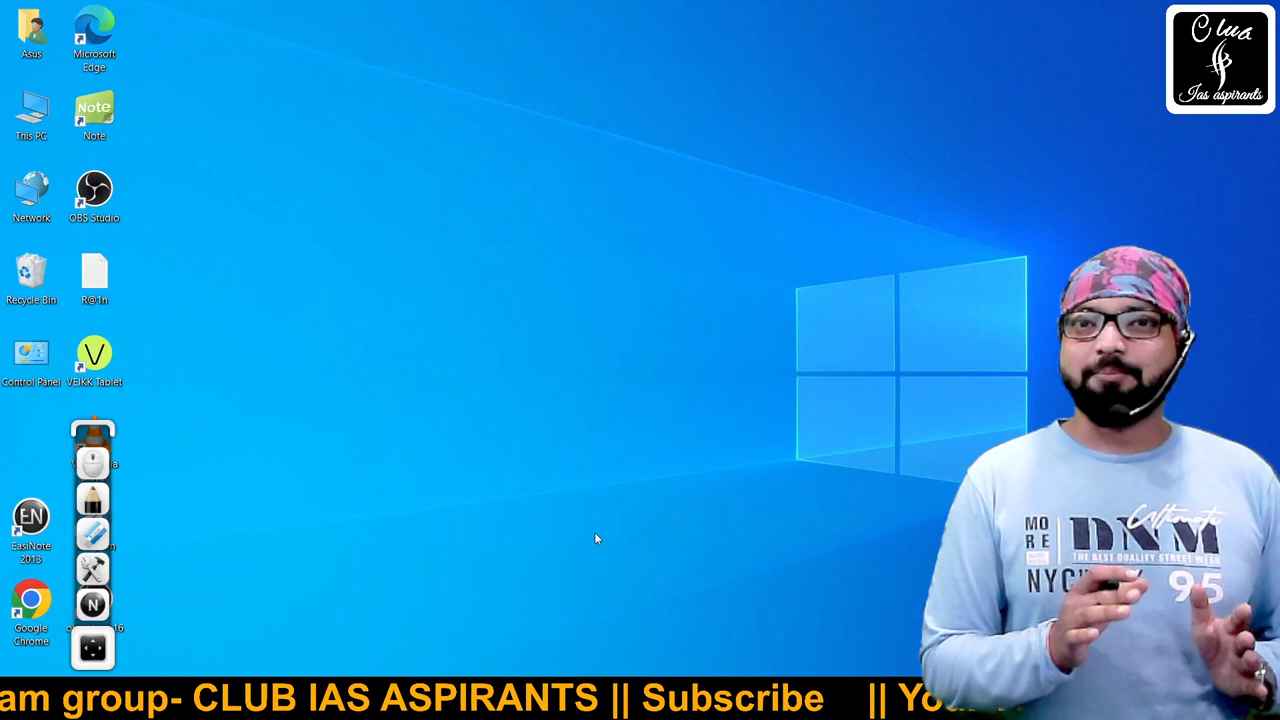 Asus
Microsoft
Edge
This PC
Note
Note
Network
OBS Studio
Recycle Bin
R@1n
Control Panel
V
VEIKK Tablet
EN
EasiNote
2013
N
Google
Chrome
16
Club
Ias aspirants
MO
RE
Ultimate
DNM
THE BEST QUALITY STREET WEAR
NYC
95
am group- CLUB IAS ASPIRANTS || Subscribe || Yo